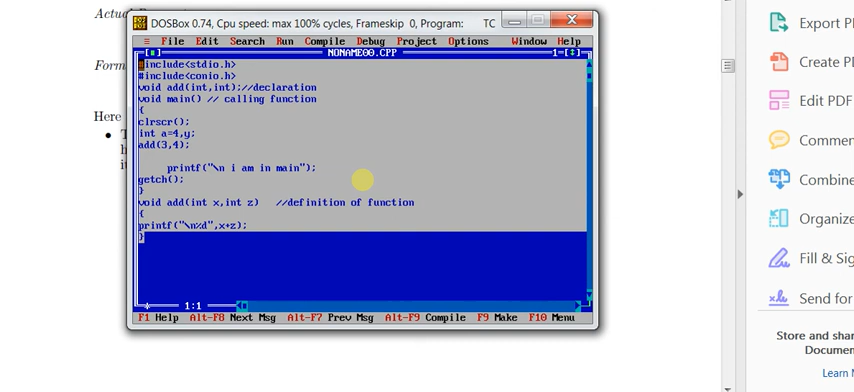 Actual
DOSBox 0.74, Cpu speed: max 100% cycles, Frameskip 0, Program: TC
≡ File Edit Search Run Compile Debug Project Options Window Help
[■] NONAME00.CPP 1=[↕]
#include<stdio.h>
#include<conio.h>
void add(int,int);//declaration
void main() // calling function
{
clrscr();
int a=4,y;
add(3,4);
printf("\n i am in main");
getch();
}
void add(int x,int z) //definition of function
{
printf("\n%d",x+z);
}
1:1
F1 Help Alt-F8 Next Msg Alt-F7 Prev Msg Alt-F9 Compile F9 Make F10 Menu
Form
Here
• T
h
it
Export P
Create P
Edit PDF
Commen
Combine
Organize
Fill & Sig
Send for
Store and shar
Documen
Learn M